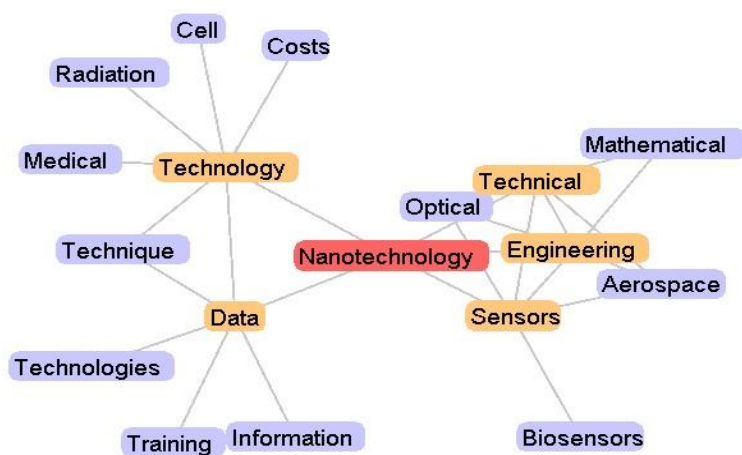 Cell
Costs
Radiation
Mathematical
Medical
Technology
Technical
Optical
Technique
Nanotechnology
Engineering
Aerospace
Data
Sensors
Technologies
Training
Information
Biosensors